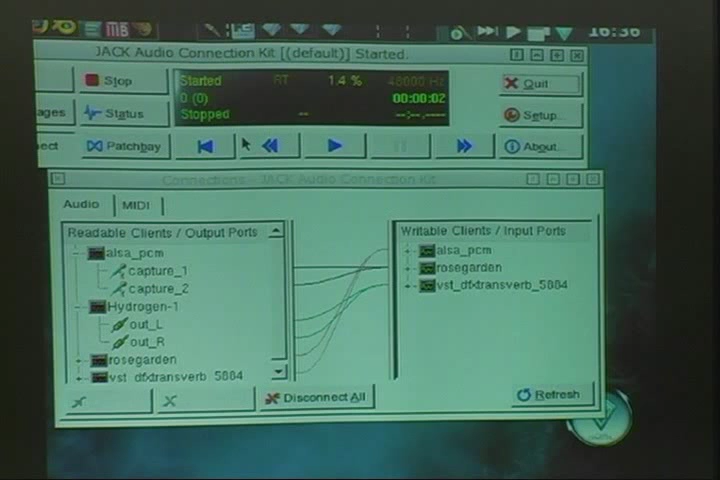 16:36
JACK Audio Connection Kit [(default)] Started.
Stop
Started RT 1.4 % 48000 Hz
Quit
0 (0) 00:00:02
ages Status
Stopped -- --:--.----
Setup...
ect Patchbay
About...
Connections - JACK Audio Connection Kit
Audio MIDI
Readable Clients / Output Ports
Writable Clients / Input Ports
alsa_pcm
capture_1
capture_2
Hydrogen-1
out_L
out_R
rosegarden
vst_dfxtransverb_5884
alsa_pcm
rosegarden
vst_dfxtransverb_5884
Disconnect All
Refresh